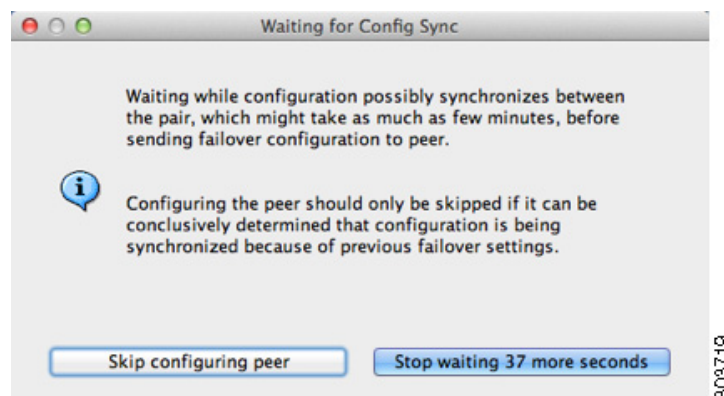 Waiting for Config Sync
Waiting while configuration possibly synchronizes between
the pair, which might take as much as few minutes, before
sending failover configuration to peer.
Configuring the peer should only be skipped if it can be
conclusively determined that configuration is being
synchronized because of previous failover settings.
Skip configuring peer
Stop waiting 37 more seconds
303719